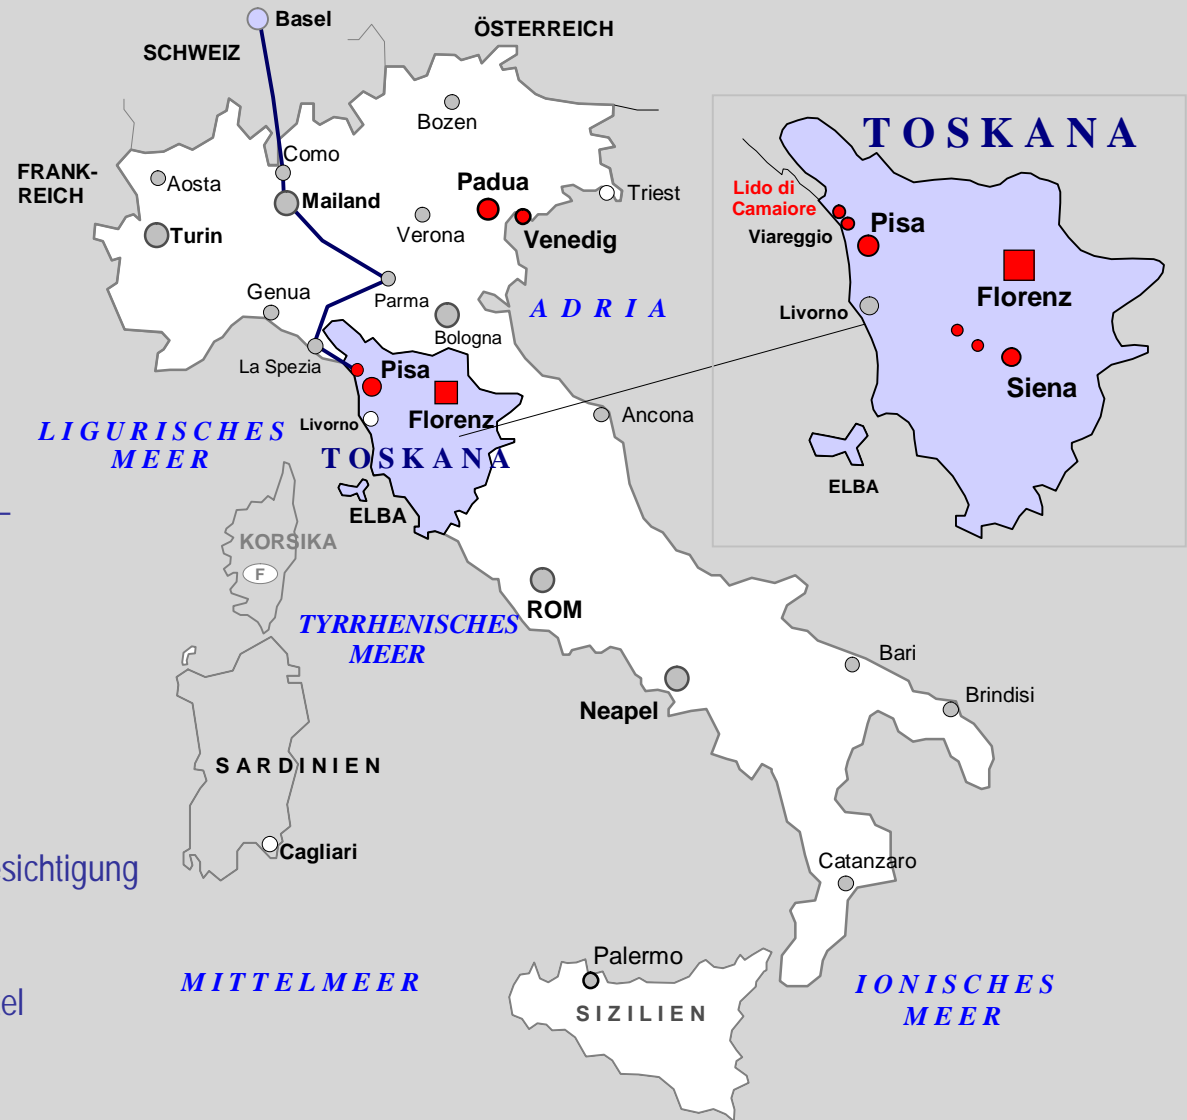 Basel
ÖSTERREICH
SCHWEIZ
Bozen
Como
FRANK-
REICH
Aosta
Mailand
Padua
Triest
Turin
Verona
Venedig
Genua
Parma
A D R I A
Bologna
La Spezia
Pisa
Livorno
Florenz
Ancona
L I G U R I S C H E S
M E E R
T O S K A N A
ELBA
KORSIKA
F
ROM
TYRRHENISCHES
MEER
Bari
Neapel
Brindisi
S A R D I N I E N
Cagliari
sichtigung
Catanzaro
Palermo
M I T T E L M E E R
I O N I S C H E S
M E E R
el
S I Z I L I E N
T O S K A N A
Lido di
Camaiore
Pisa
Viareggio
Florenz
Livorno
Siena
ELBA